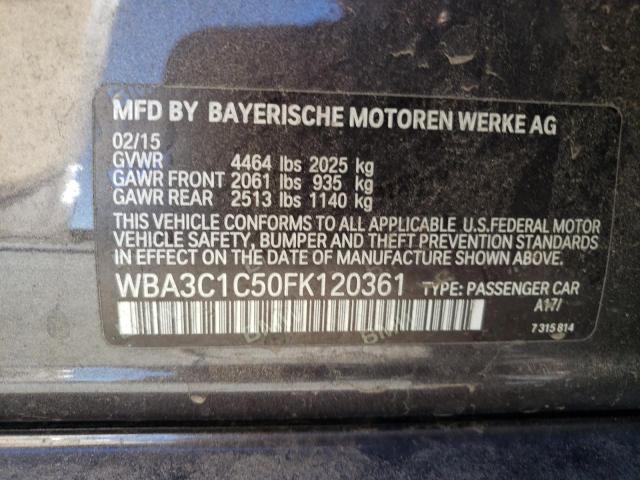 MFD BY BAYERISCHE MOTOREN WERKE AG
02/15
GVWR 4464 lbs 2025 kg
GAWR FRONT 2061 lbs 935 kg
GAWR REAR 2513 lbs 1140 kg
THIS VEHICLE CONFORMS TO ALL APPLICABLE U.S.FEDERAL MOTOR
VEHICLE SAFETY, BUMPER AND THEFT PREVENTION STANDARDS
IN EFFECT ON THE DATE OF MANUFACTURE SHOWN ABOVE.
WBA3C1C50FK120361 TYPE: PASSENGER CAR
A17/
7 315 814